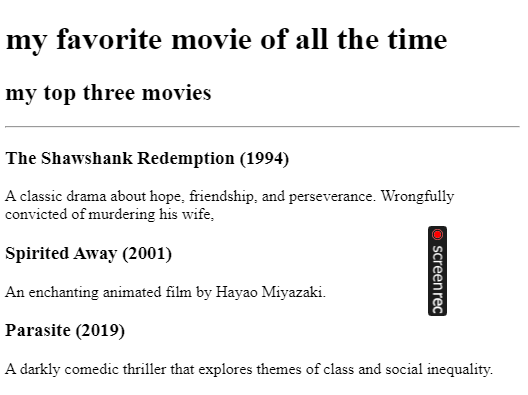 my favorite movie of all the time
my top three movies
The Shawshank Redemption (1994)
A classic drama about hope, friendship, and perseverance. Wrongfully
convicted of murdering his wife,
Spirited Away (2001)
screenrec
An enchanting animated film by Hayao Miyazaki.
Parasite (2019)
A darkly comedic thriller that explores themes of class and social inequality.